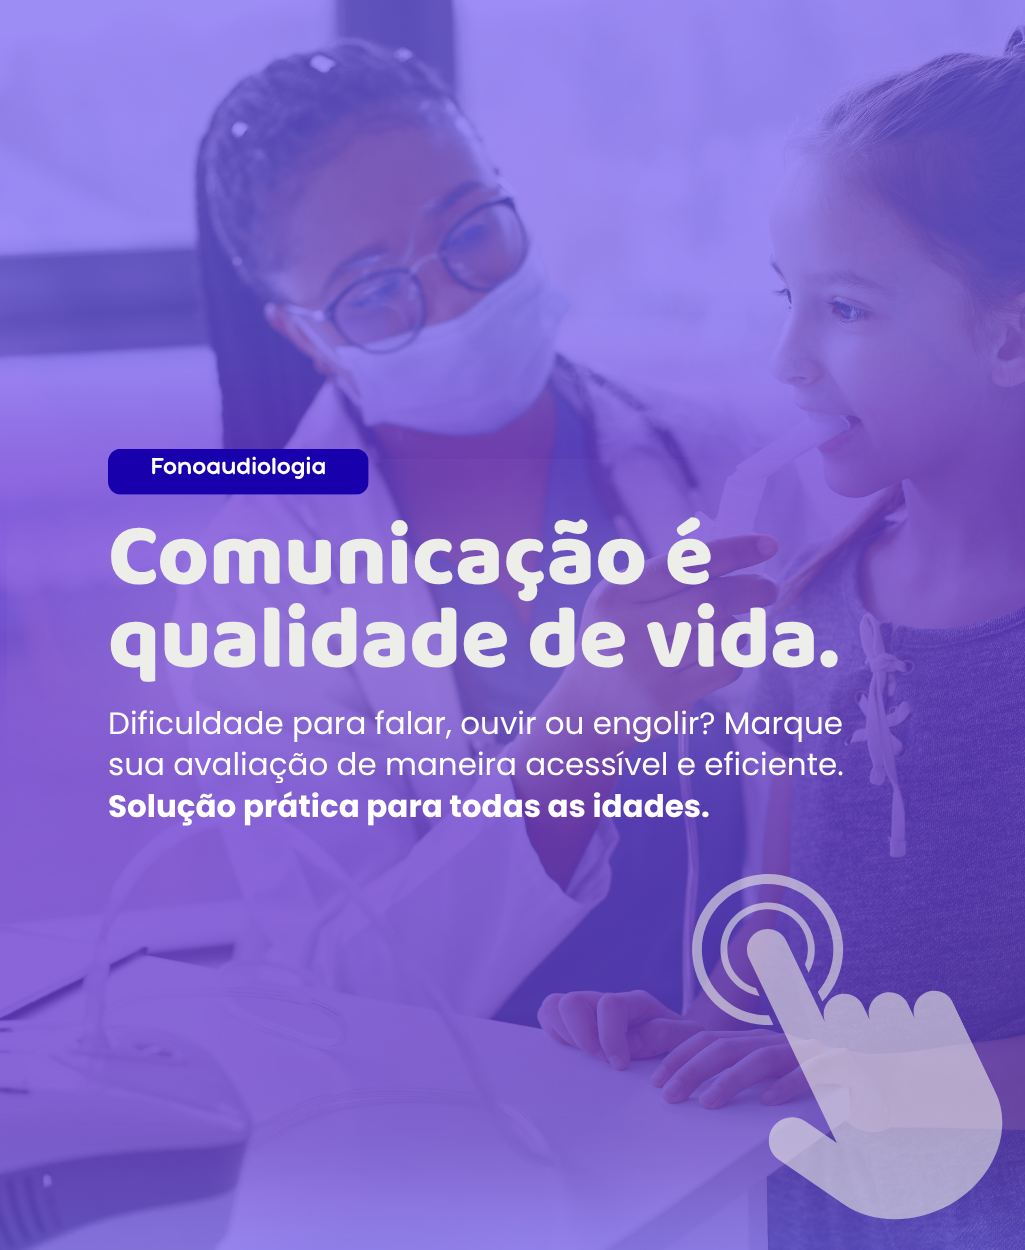 Fonoaudiologia
Comunicação é
qualidade de vida.
Dificuldade para falar, ouvir ou engolir? Marque
sua avaliação de maneira acessível e eficiente.
Solução prática para todas as idades.